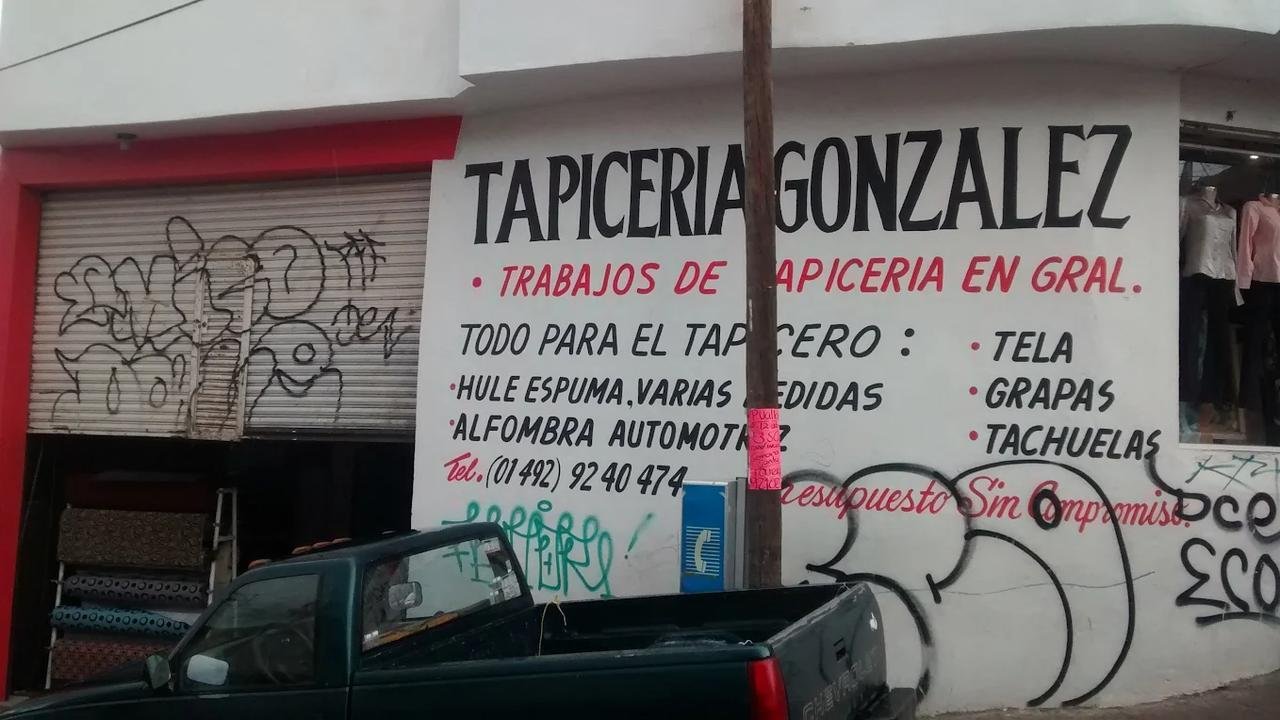 TAPICERIA GONZALEZ
• TRABAJOS DE TAPICERIA EN GRAL.
TODO PARA EL TAPICERO :
•HULE ESPUMA, VARIAS MEDIDAS
•ALFOMBRA AUTOMOTRIZ
• TELA
• GRAPAS
• TACHUELAS
Tel. (01 492) 92 40 474
Presupuesto Sin Compromiso.
CHEVROLET